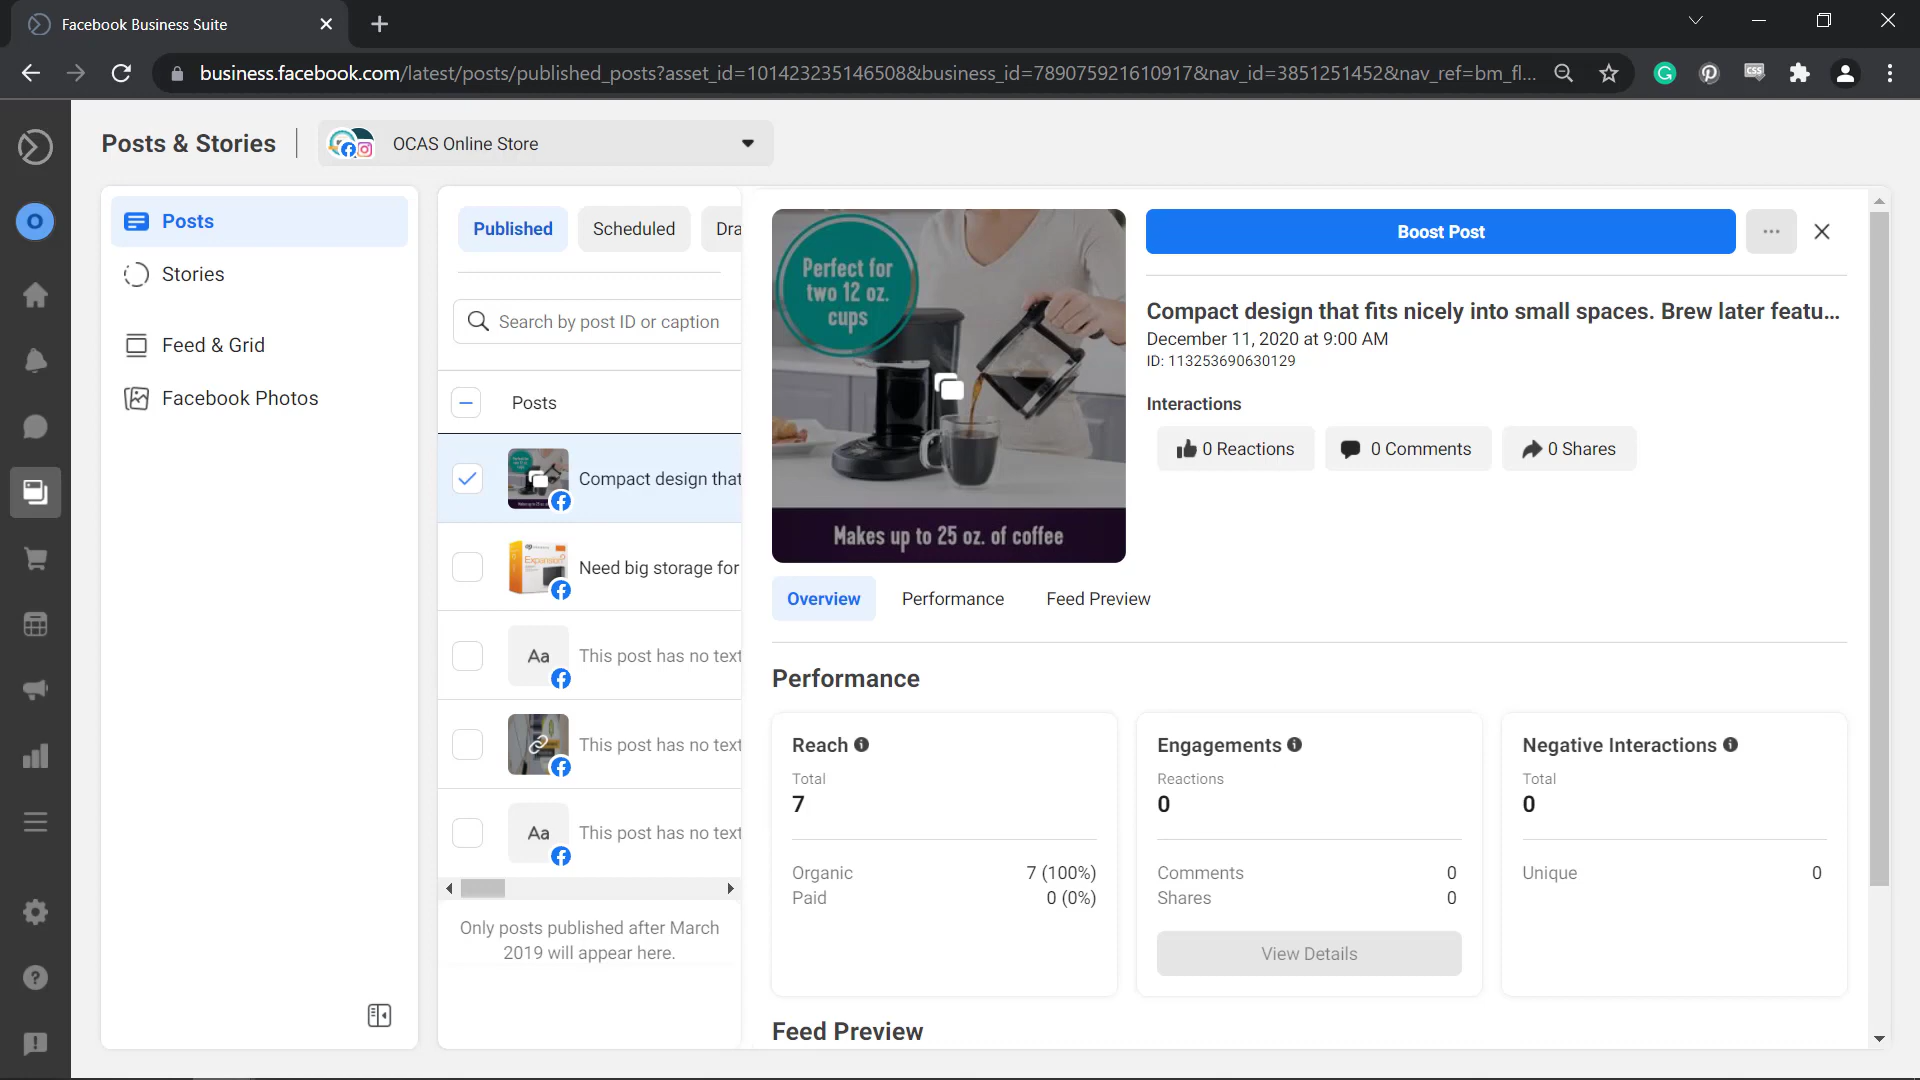 Facebook Business Suite
business.facebook.com/latest/posts/published_posts?asset_id=101423235146508&business_id=789075921610917&nav_id=3851251452&nav_ref=bm_fl...
Posts & Stories
OCAS Online Store
O
Posts
Stories
Feed & Grid
Facebook Photos
Published
Scheduled
Dra
Search by post ID or caption
Posts
Compact design that
Need big storage for
Aa
This post has no text
This post has no text
Aa
This post has no text
Only posts published after March
2019 will appear here.
Perfect for
two 12 oz.
cups
Makes up to 25 oz. of coffee
Boost Post
Compact design that fits nicely into small spaces. Brew later featu...
December 11, 2020 at 9:00 AM
ID: 113253690630129
Interactions
0 Reactions
0 Comments
0 Shares
Overview
Performance
Feed Preview
Performance
Reach
Total
7
Organic 7 (100%)
Paid 0 (0%)
Engagements
Reactions
0
Comments 0
Shares 0
View Details
Negative Interactions
Total
0
Unique 0
Feed Preview